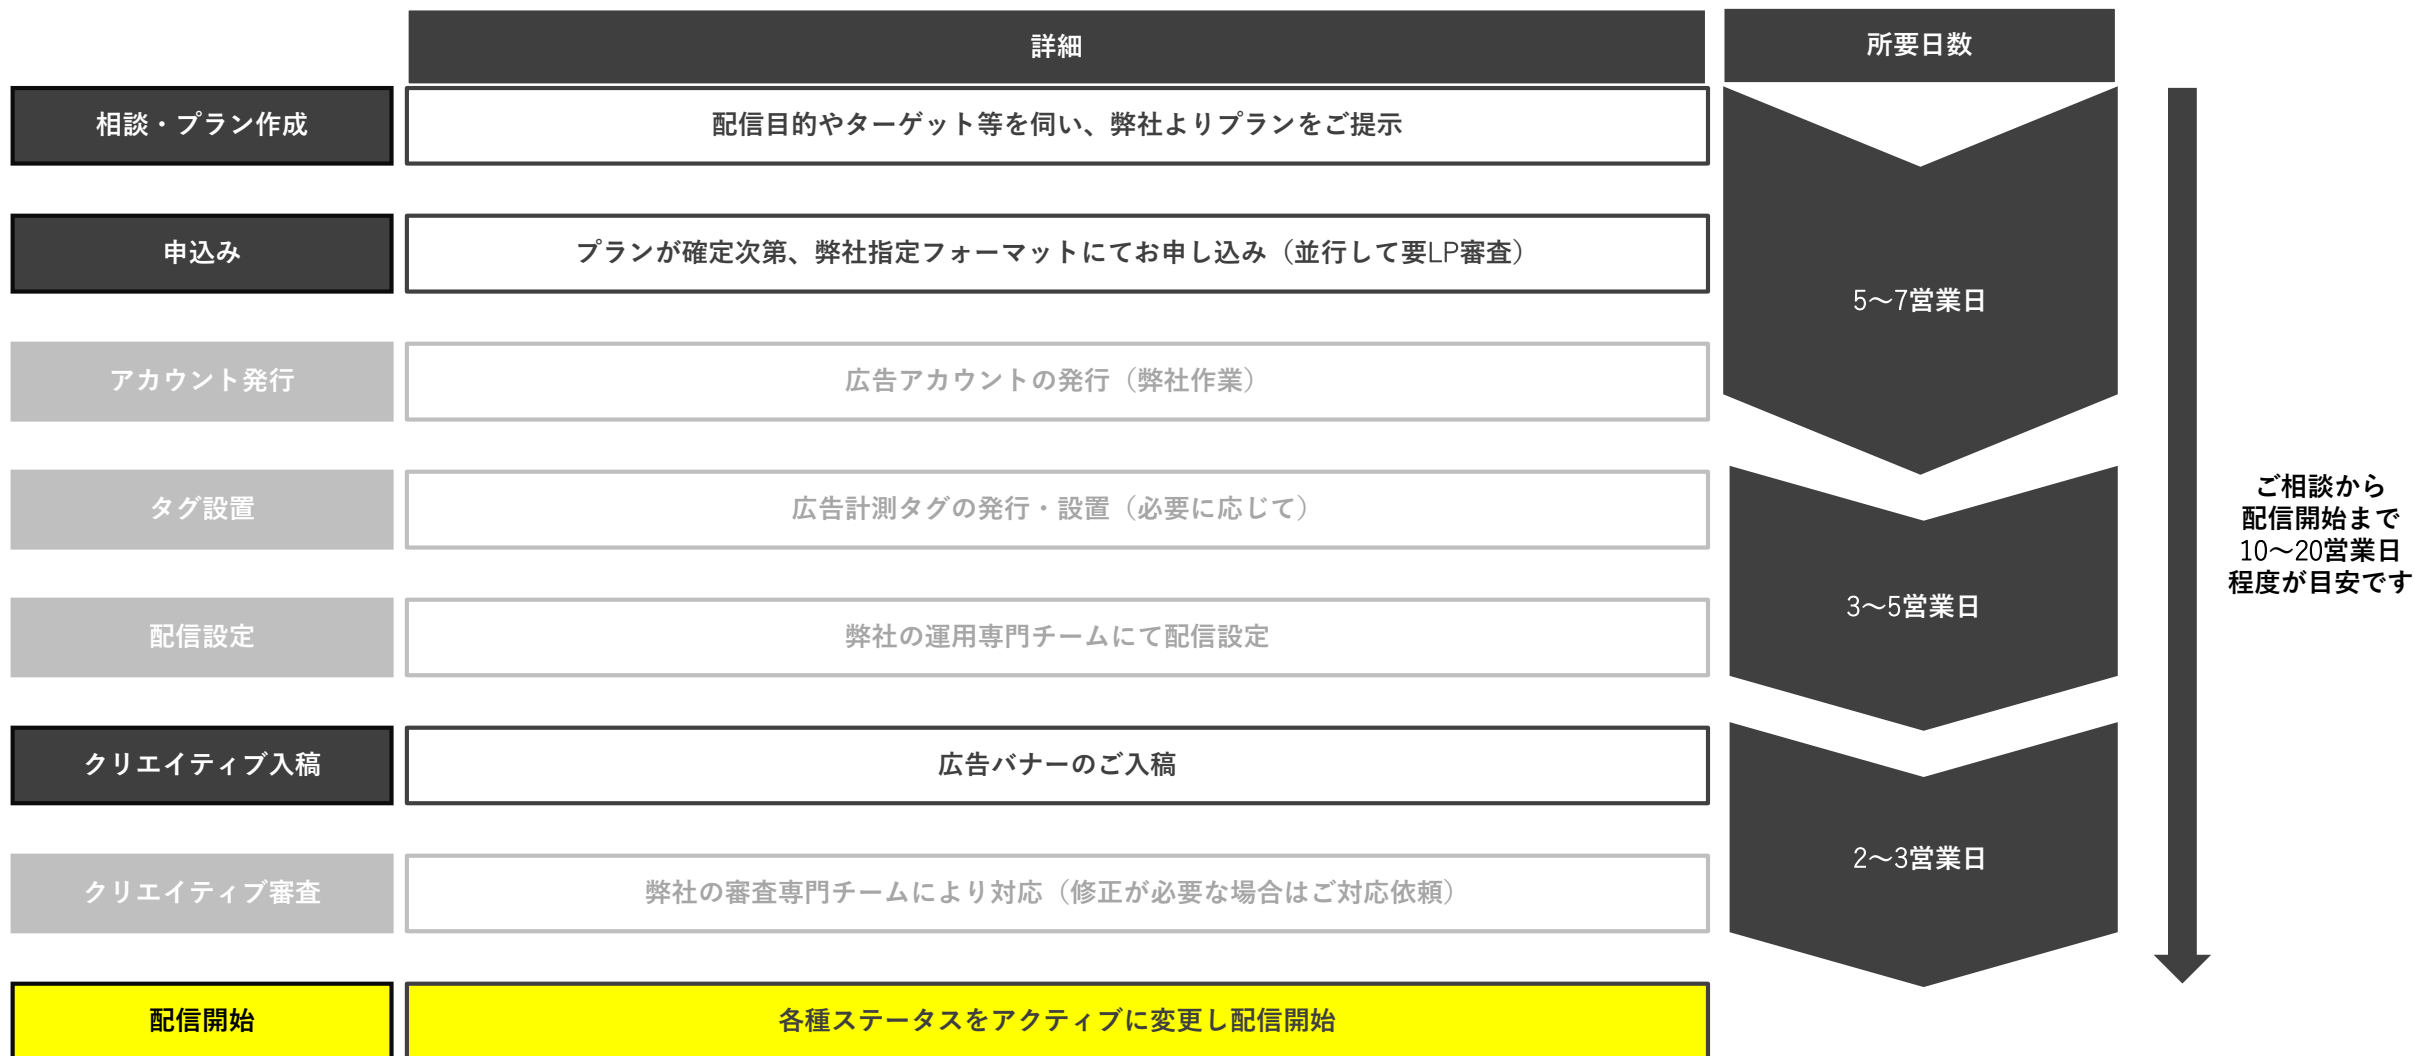 詳細
所要日数
相談・プラン作成
配信目的やターゲット等を伺い、弊社よりプランをご提示
申込み
プランが確定次第、弊社指定フォーマットにてお申し込み（並行して要LP審査）
5～7営業日
アカウント発行
広告アカウントの発行（弊社作業）
タグ設置
広告計測タグの発行・設置（必要に応じて）
3～5営業日
配信設定
弊社の運用専門チームにて配信設定
クリエイティブ入稿
広告バナーのご入稿
2～3営業日
クリエイティブ審査
弊社の審査専門チームにより対応（修正が必要な場合はご対応依頼）
配信開始
各種ステータスをアクティブに変更し配信開始
ご相談から
配信開始まで
10～20営業日
程度が目安です